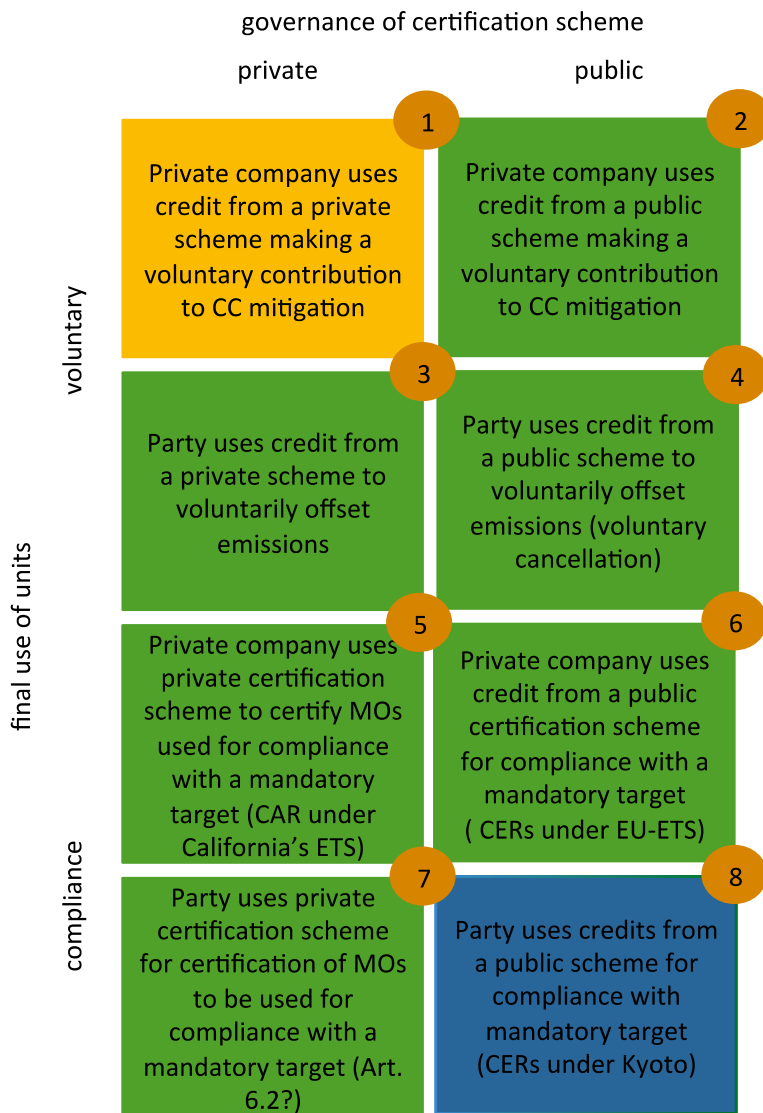 governance of certification scheme
private
public
1
2
Private company uses
credit from a private
scheme making a
voluntary contribution
to CC mitigation
Private company uses
credit from a public
scheme making a
voluntary contribution
to CC mitigation
voluntary
3
4
Party uses credit from
a private scheme to
voluntarily offset
emissions
Party uses credit from
a public scheme to
voluntarily offset
emissions (voluntary
cancellation)
final use of units
5
6
Private company uses
private certification
scheme to certify MOs
used for compliance
with a mandatory
target (CAR under
California’s ETS)
Private company uses
credit from a public
certification scheme
for compliance with a
mandatory target
( CERs under EU-ETS)
compliance
7
8
Party uses private
certification scheme
for certification of MOs
to be used for
compliance with a
mandatory target (Art.
6.2?)
Party uses credits from
a public scheme for
compliance with
mandatory target
(CERs under Kyoto)